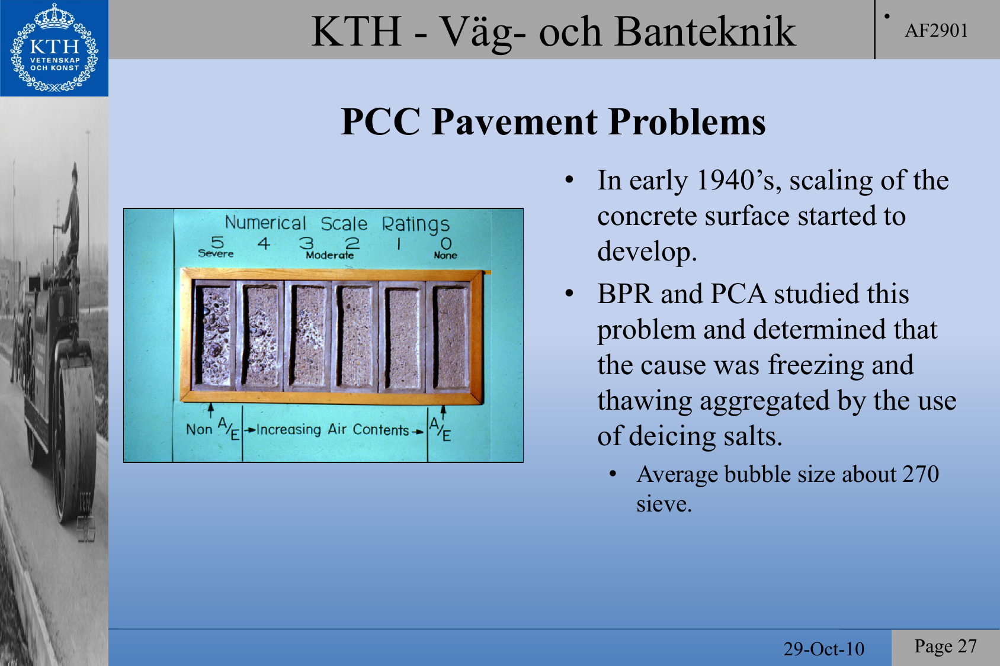 KTH
VETENSKAP
OCH KONST
KTH - Väg- och Banteknik
• AF2901
PCC Pavement Problems
Numerical Scale Ratings
5 4 3 2 1 0
Severe Moderate None
Non A/E → Increasing Air Contents → A/E
• In early 1940’s, scaling of the
concrete surface started to
develop.
• BPR and PCA studied this
problem and determined that
the cause was freezing and
thawing aggregated by the use
of deicing salts.
• Average bubble size about 270
sieve.
29-Oct-10
Page 27